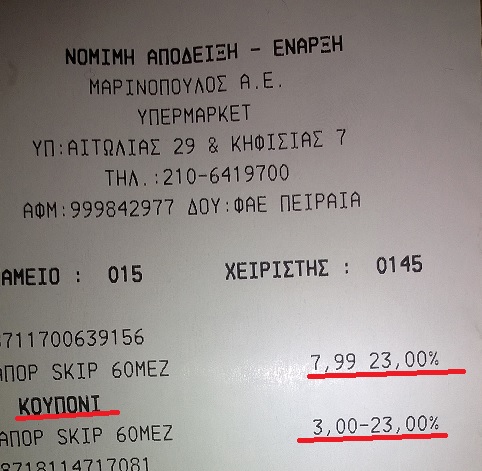 ΝΟΜΙΜΗ ΑΠΟΔΕΙΞΗ - ΕΝΑΡΞΗ
ΜΑΡΙΝΟΠΟΥΛΟΣ Α.Ε.
ΥΠΕΡΜΑΡΚΕΤ
ΥΠ:ΑΙΤΩΛΙΑΣ 29 & ΚΗΦΙΣΙΑΣ 7
ΤΗΛ.:210-6419700
ΑΦΜ:999842977 ΔΟΥ:ΦΑΕ ΠΕΙΡΑΙΑ
ΑΜΕΙΟ : 015 ΧΕΙΡΙΣΤΗΣ : 0145
8711700639156
ΑΠΟΡ SKIP 60ΜΕΖ 7,99 23,00%
ΚΟΥΠΟΝΙ
ΑΠΟΡ SKIP 60ΜΕΖ 3,00-23,00%
8718114717081